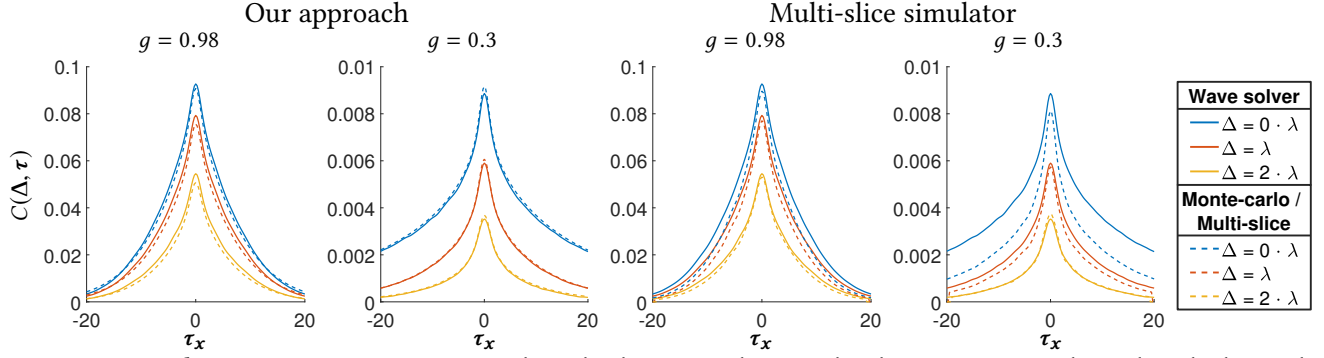 Our approach
Multi-slice simulator
g = 0.98
g = 0.3
g = 0.98
g = 0.3
C(Δ, τ)
0.1
0.08
0.06
0.04
0.02
0
-20
0
20
τx
0.01
0.008
0.006
0.004
0.002
0
-20
0
20
τx
0.1
0.08
0.06
0.04
0.02
0
-20
0
20
τx
0.01
0.008
0.006
0.004
0.002
0
-20
0
20
τx
Wave solver
Δ = 0 · λ
Δ = λ
Δ = 2 · λ
Monte-carlo /
Multi-slice
Δ = 0 · λ
Δ = λ
Δ = 2 · λ